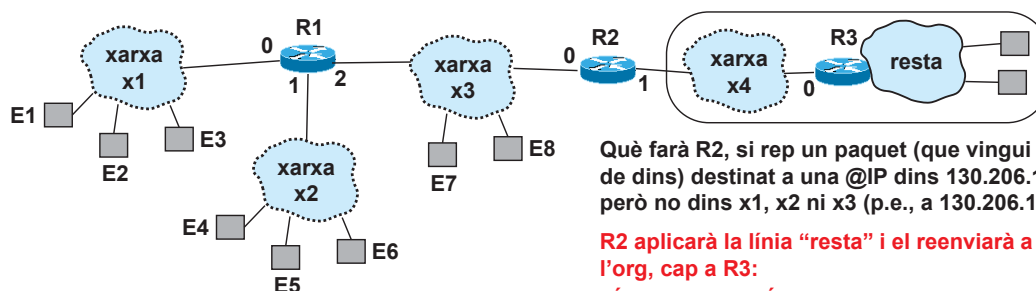 R1
R2
R3
xarxa
x1
0
1
2
xarxa
x3
0
1
xarxa
x4
0
resta
E1
E2
E3
xarxa
x2
E4
E5
E6
E7
E8
Què farà R2, si rep un paquet (que vingui
de dins) destinat a una @IP dins 130.206.1
però no dins x1, x2 ni x3 (p.e., a 130.206.1
R2 aplicarà la línia “resta” i el reenviarà a
l’org, cap a R3: